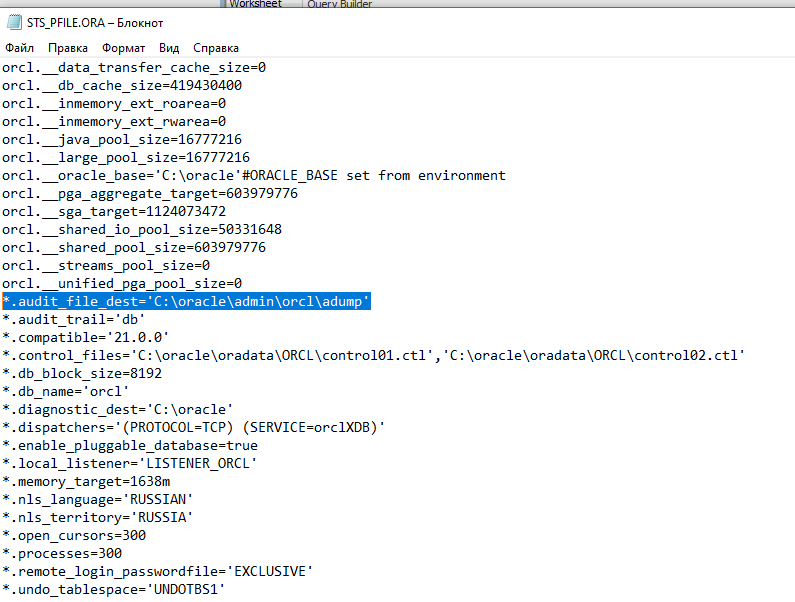 Worksheet Query Builder
STS_PFILE.ORA – Блокнот
Файл Правка Формат Вид Справка
orcl.__data_transfer_cache_size=0
orcl.__db_cache_size=419430400
orcl.__inmemory_ext_roarea=0
orcl.__inmemory_ext_rwarea=0
orcl.__java_pool_size=16777216
orcl.__large_pool_size=16777216
orcl.__oracle_base='C:\oracle'#ORACLE_BASE set from environment
orcl.__pga_aggregate_target=603979776
orcl.__sga_target=1124073472
orcl.__shared_io_pool_size=50331648
orcl.__shared_pool_size=603979776
orcl.__streams_pool_size=0
orcl.__unified_pga_pool_size=0
*.audit_file_dest='C:\oracle\admin\orcl\adump'
*.audit_trail='db'
*.compatible='21.0.0'
*.control_files='C:\oracle\oradata\ORCL\control01.ctl','C:\oracle\oradata\ORCL\control02.ctl'
*.db_block_size=8192
*.db_name='orcl'
*.diagnostic_dest='C:\oracle'
*.dispatchers='(PROTOCOL=TCP) (SERVICE=orclXDB)'
*.enable_pluggable_database=true
*.local_listener='LISTENER_ORCL'
*.memory_target=1638m
*.nls_language='RUSSIAN'
*.nls_territory='RUSSIA'
*.open_cursors=300
*.processes=300
*.remote_login_passwordfile='EXCLUSIVE'
*.undo_tablespace='UNDOTBS1'